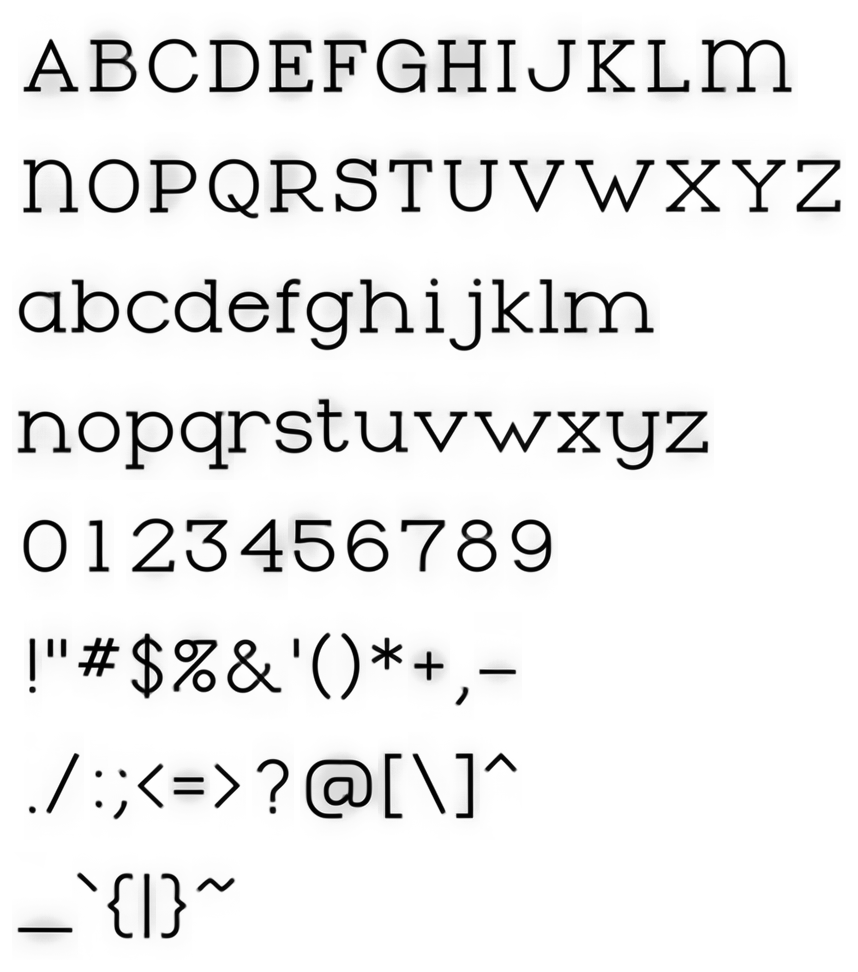 ABCDEFGHIJKLM
NOPQRSTUVWXYZ
abcdefghijklm
nopqrstuvwxyz
0123456789
!"#$%&'()*+,-
./:;<=>?@[\]^
_`{|}~